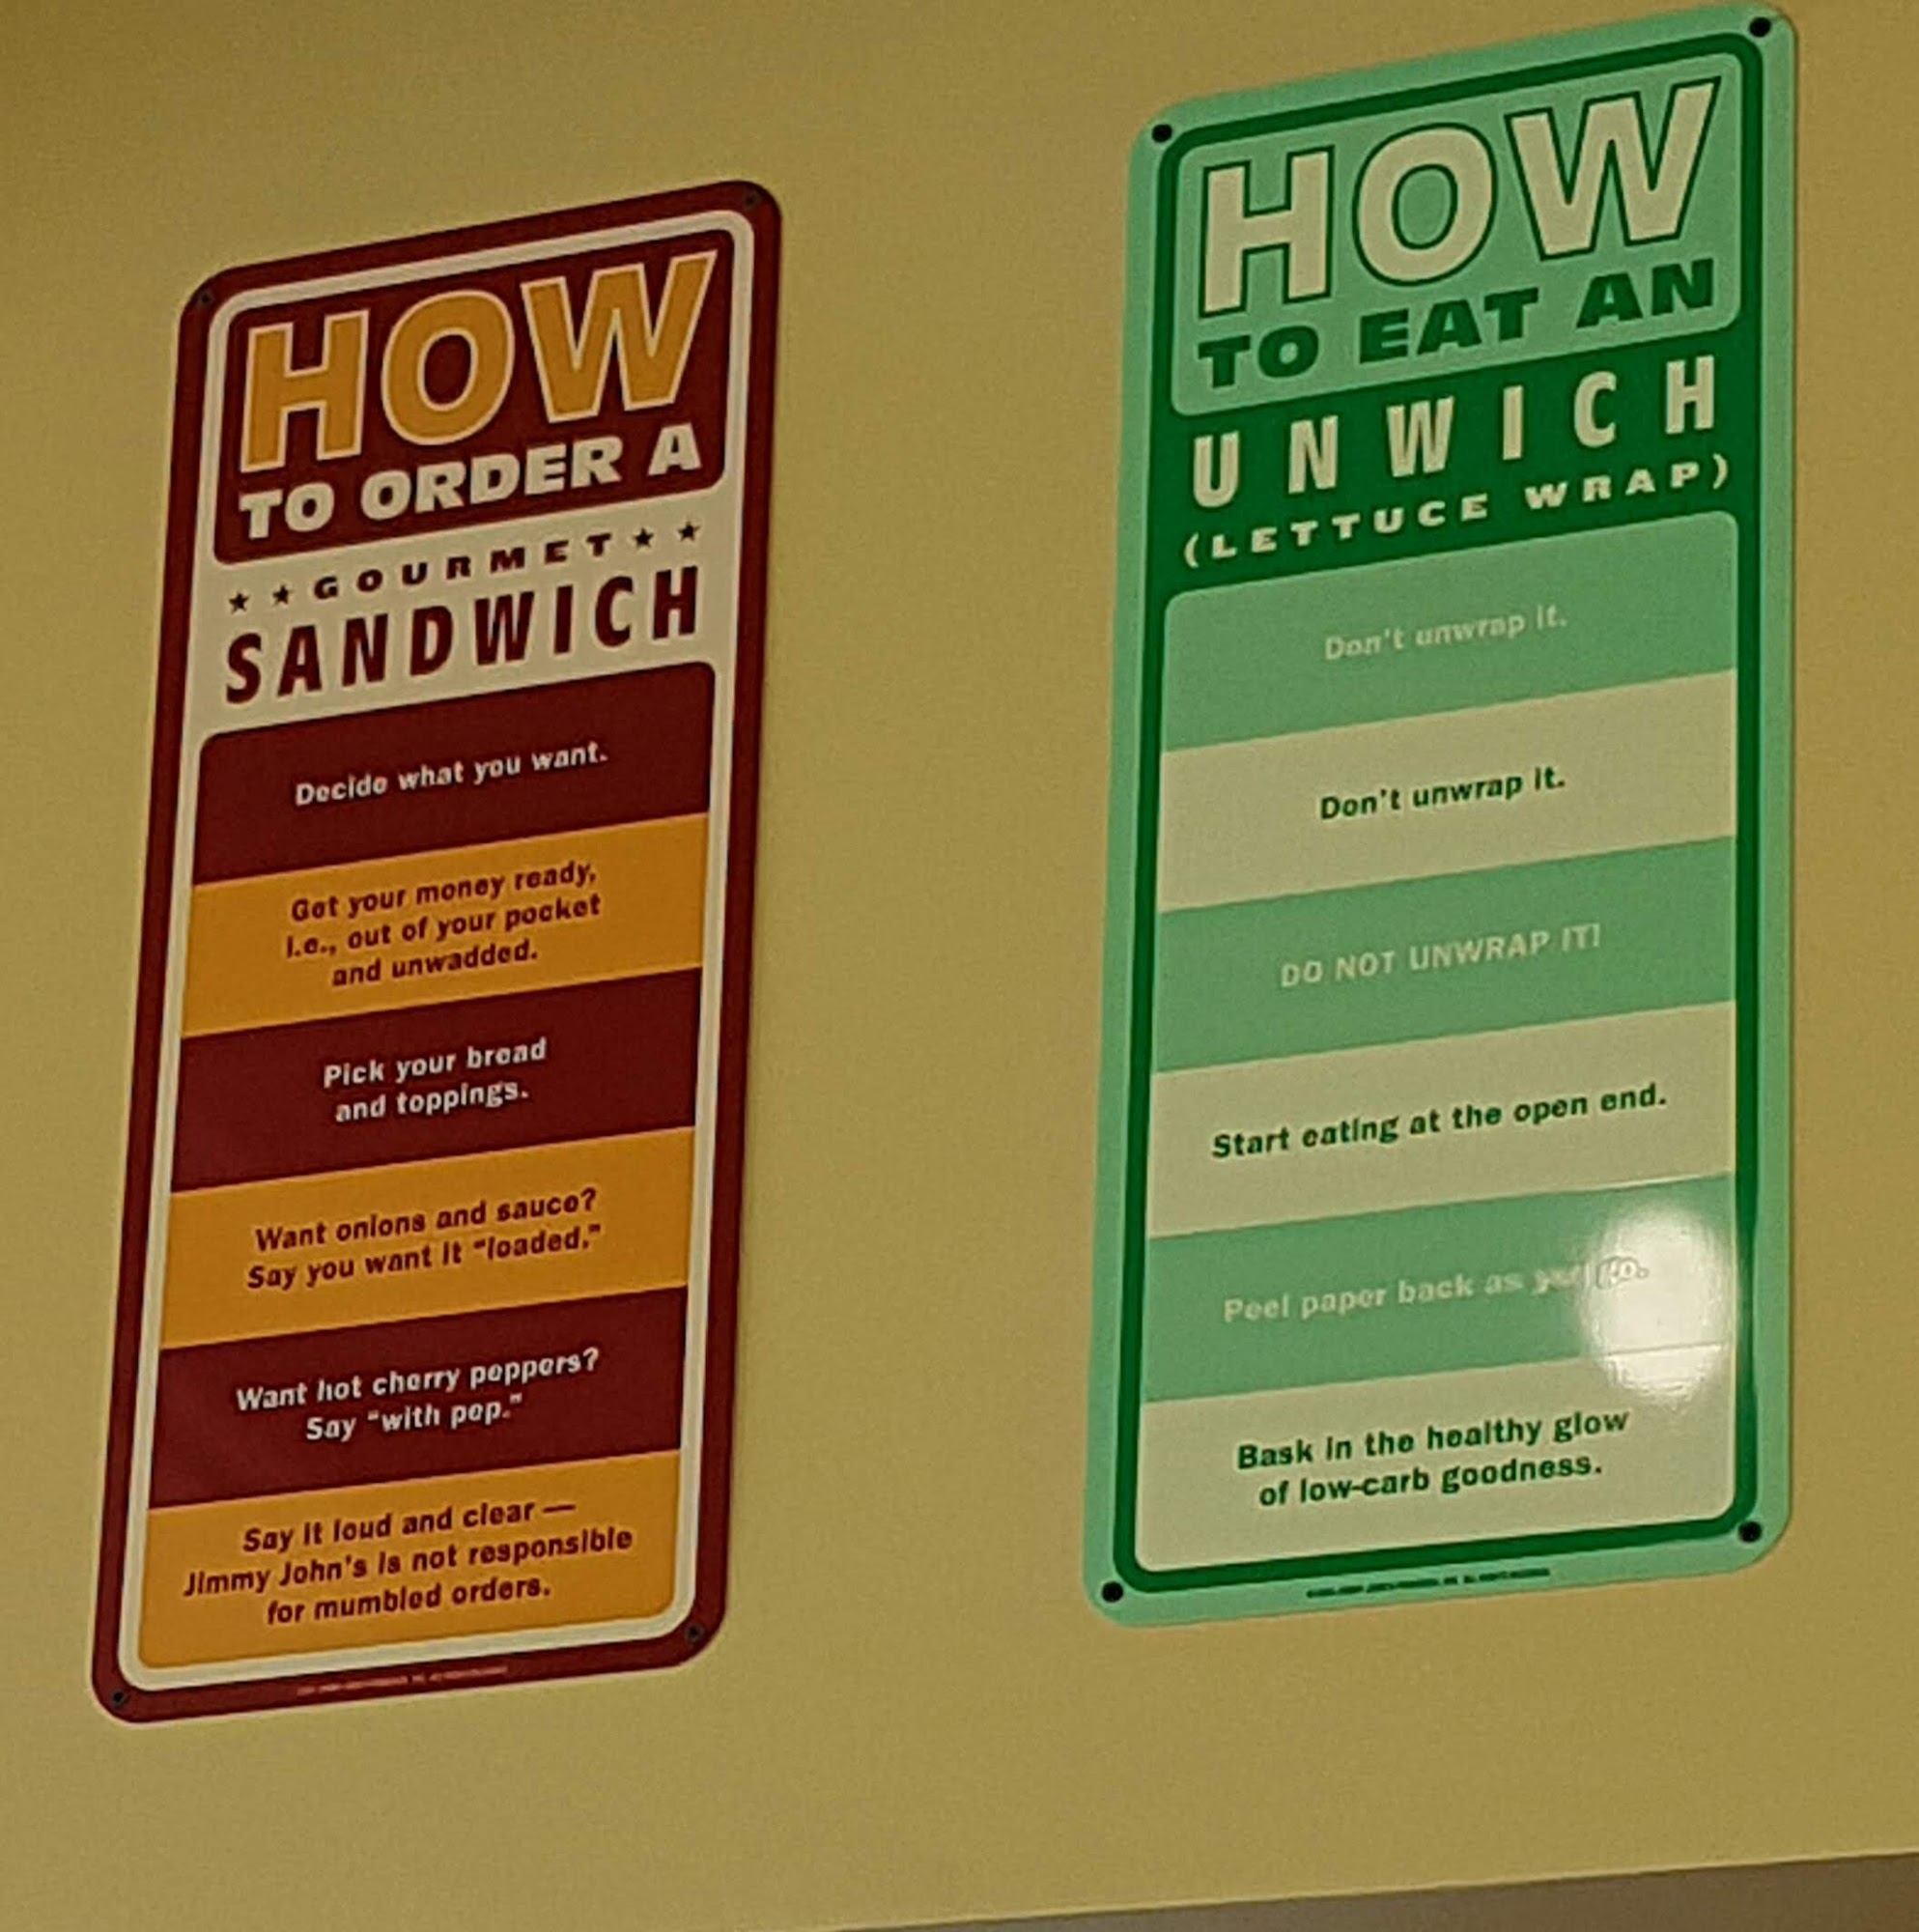 HOW
TO ORDER A
★★GOURMET★★
SANDWICH
Decide what you want.
Get your money ready,
i.e., out of your pocket
and unwadded.
Pick your bread
and toppings.
Want onions and sauce?
Say you want it “loaded.”
Want hot cherry peppers?
Say “with pep.”
Say it loud and clear —
Jimmy John's is not responsible
for mumbled orders.
HOW
TO EAT AN
UNWICH
(LETTUCE WRAP)
Don't unwrap it.
Don't unwrap it.
DO NOT UNWRAP IT!
Start eating at the open end.
Peel paper back as you go.
Bask in the healthy glow
of low-carb goodness.